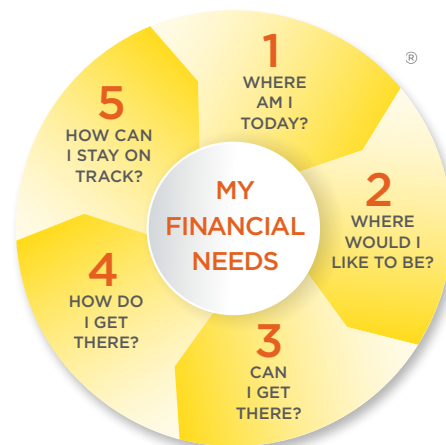 1
WHERE
AM I
TODAY?
®
2
WHERE
WOULD I
LIKE TO BE?
3
CAN
I GET
THERE?
4
HOW DO
I GET
THERE?
5
HOW CAN
I STAY ON
TRACK?
MY
FINANCIAL
NEEDS